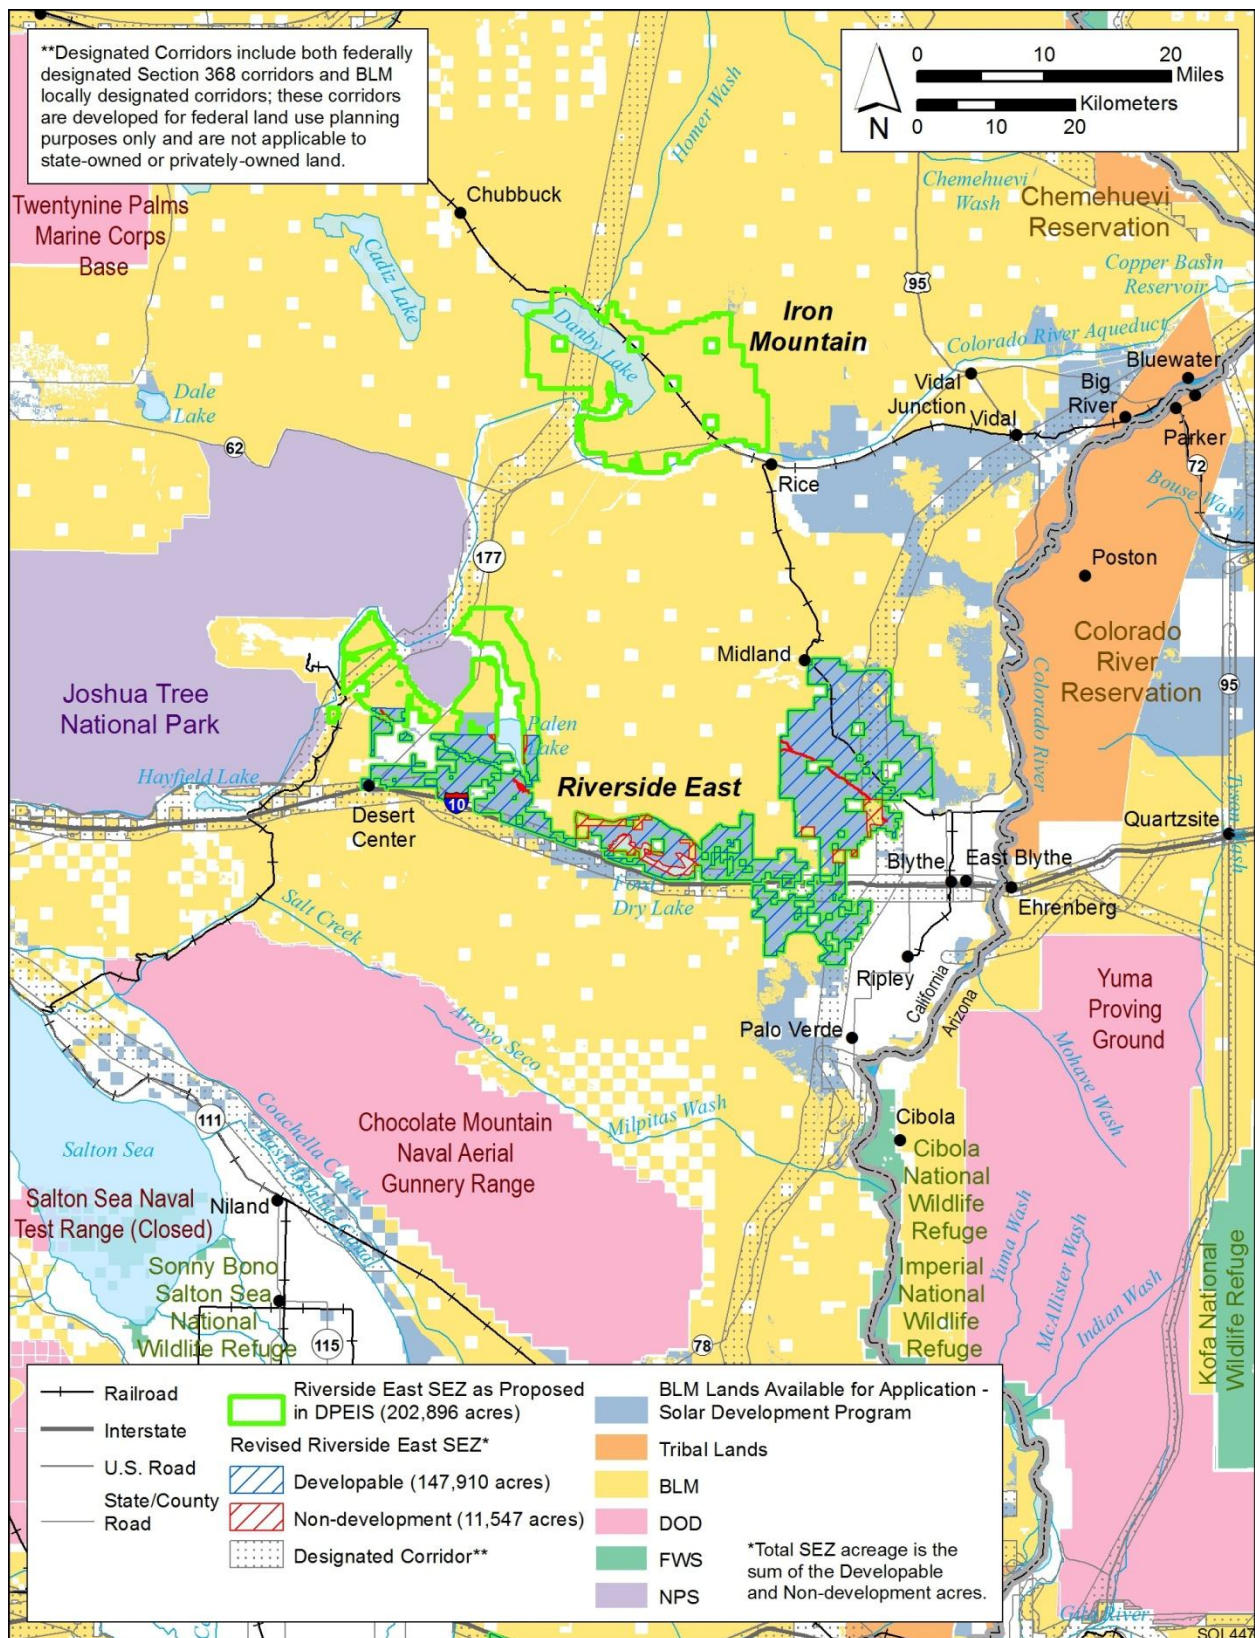 **Designated Corridors include both federally
designated Section 368 corridors and BLM
locally designated corridors; these corridors
are developed for federal land use planning
purposes only and are not applicable to
state-owned or privately-owned land.
0 10 20
Miles
Kilometers
0 10 20
N
Homer Wash
Chubbuck
Twentynine Palms
Marine Corps
Base
Cadiz Lake
Chemehuevi
Wash
Chemehuevi
Reservation
Copper Basin
Reservoir
95
Iron
Mountain
Danby Lake
Colorado River Aqueduct
Bluewater
Big
River
Vidal
Junction
Vidal
Parker
72
Bouse Wash
Dale
Lake
62
Rice
177
Poston
Colorado
River
Reservation
Midland
95
Joshua Tree
National Park
Colorado River
Palen
Lake
Hayfield Lake
Riverside East
10
Desert
Center
Tyson Wash
Quartzsite
Blythe
East Blythe
Ford
Dry Lake
Ehrenberg
Salt Creek
Ripley
California
Arizona
Yuma
Proving
Ground
Palo Verde
Arroyo Seco
Mohave Wash
Milpitas Wash
111
Coachella Canal
East Highline Canal
Chocolate Mountain
Naval Aerial
Gunnery Range
Cibola
Cibola
National
Wildlife
Refuge
Salton Sea
Salton Sea Naval
Test Range (Closed)
Niland
Yuma Wash
McAllister Wash
Indian Wash
Imperial
National
Wildlife
Refuge
Kofa National
Wildlife Refuge
Sonny Bono
Salton Sea
National
Wildlife Refuge
115
78
Railroad
Interstate
U.S. Road
State/County
Road
Riverside East SEZ as Proposed
in DPEIS (202,896 acres)
Revised Riverside East SEZ*
Developable (147,910 acres)
Non-development (11,547 acres)
Designated Corridor**
BLM Lands Available for Application -
Solar Development Program
Tribal Lands
BLM
DOD
FWS
NPS
*Total SEZ acreage is the
sum of the Developable
and Non-development acres.
Gila River
SOL447